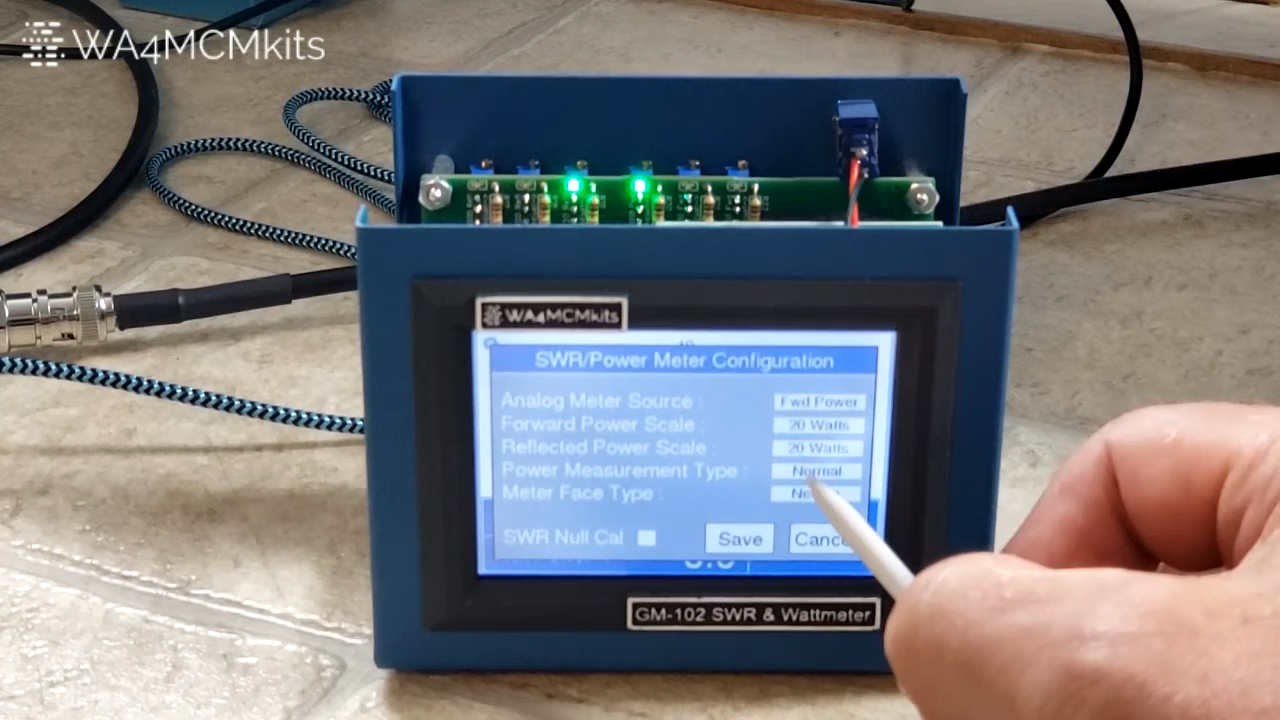 WA4MCMkits
WA4MCMkits
SWR/Power Meter Configuration
Analog Meter Source : Fwd Power
Forward Power Scale : 20 Watts
Reflected Power Scale : 20 Watts
Power Measurement Type : Normal
Meter Face Type :
SWR Null Cal Save
GM-102 SWR & Wattmeter